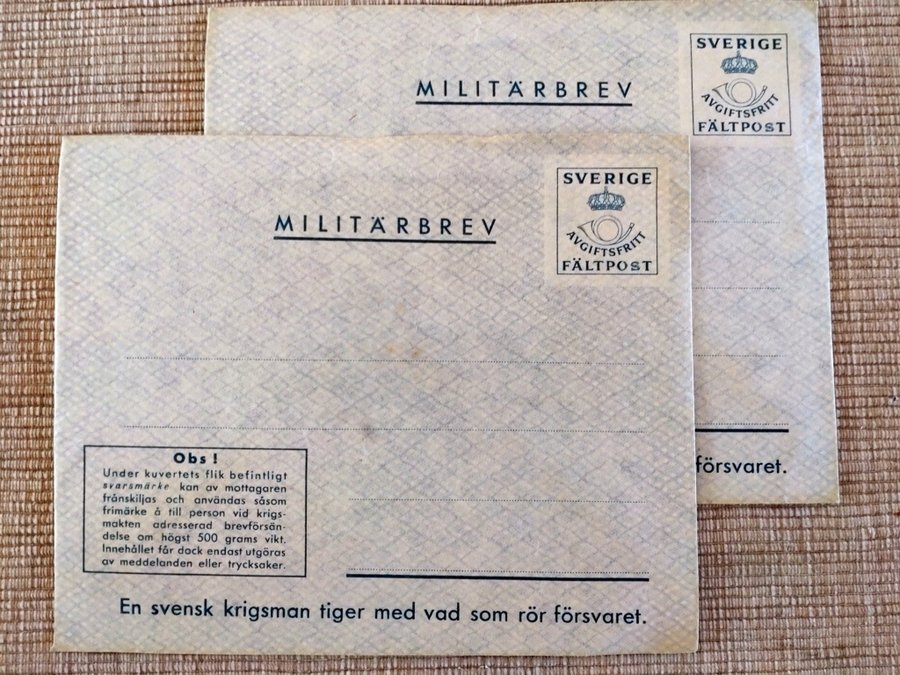 MILITÄRBREV
SVERIGE
AVGIFTSFRITT
FÄLTPOST
försvaret.
MILITÄRBREV
SVERIGE
AVGIFTSFRITT
FÄLTPOST
Obs !
Under kuvertets flik befintligt
svarsmärke kan av mottagaren
frånskiljas och användas såsom
frimärke å till person vid krigs-
makten adresserad brevförsän-
delse om högst 500 grams vikt.
Innehållet får dock endast utgöras
av meddelanden eller trycksaker.
En svensk krigsman tiger med vad som rör försvaret.